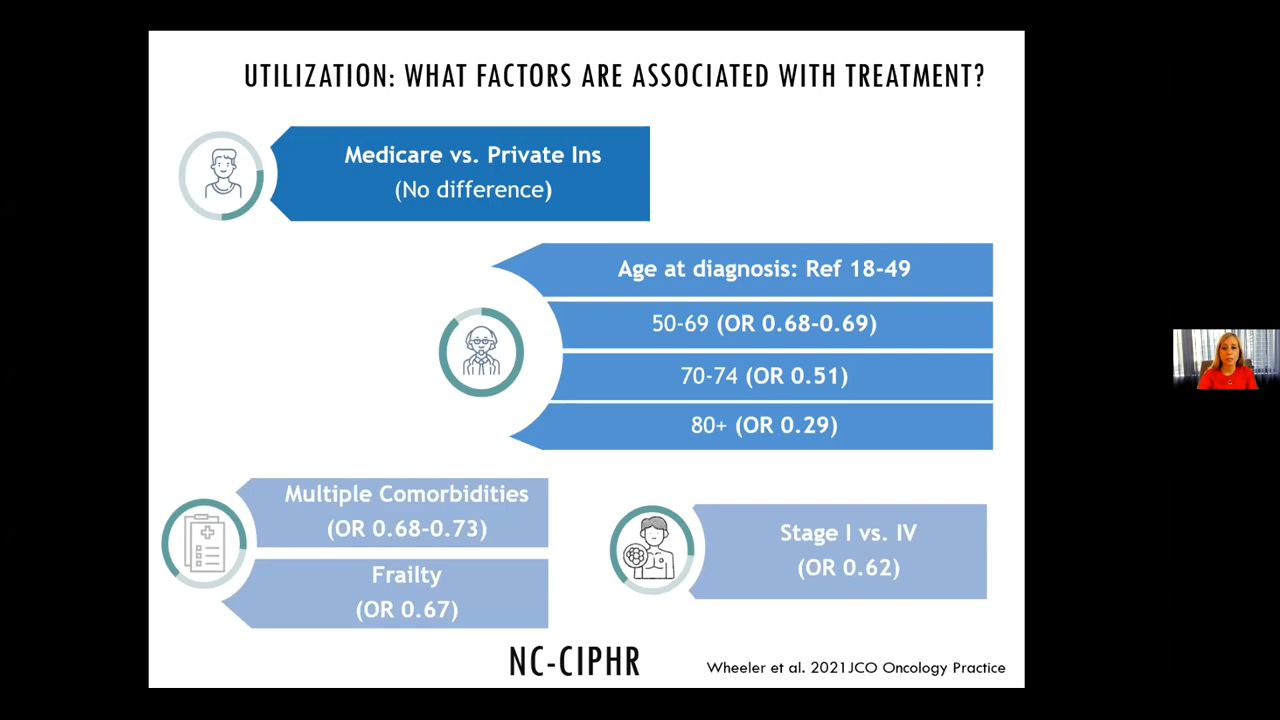 UTILIZATION: WHAT FACTORS ARE ASSOCIATED WITH TREATMENT?
Medicare vs. Private Ins
(No difference)
Age at diagnosis: Ref 18-49
50-69 (OR 0.68-0.69)
70-74 (OR 0.51)
80+ (OR 0.29)
Multiple Comorbidities
(OR 0.68-0.73)
Frailty
(OR 0.67)
Stage I vs. IV
(OR 0.62)
NC-CIPHR
Wheeler et al. 2021JCO Oncology Practice